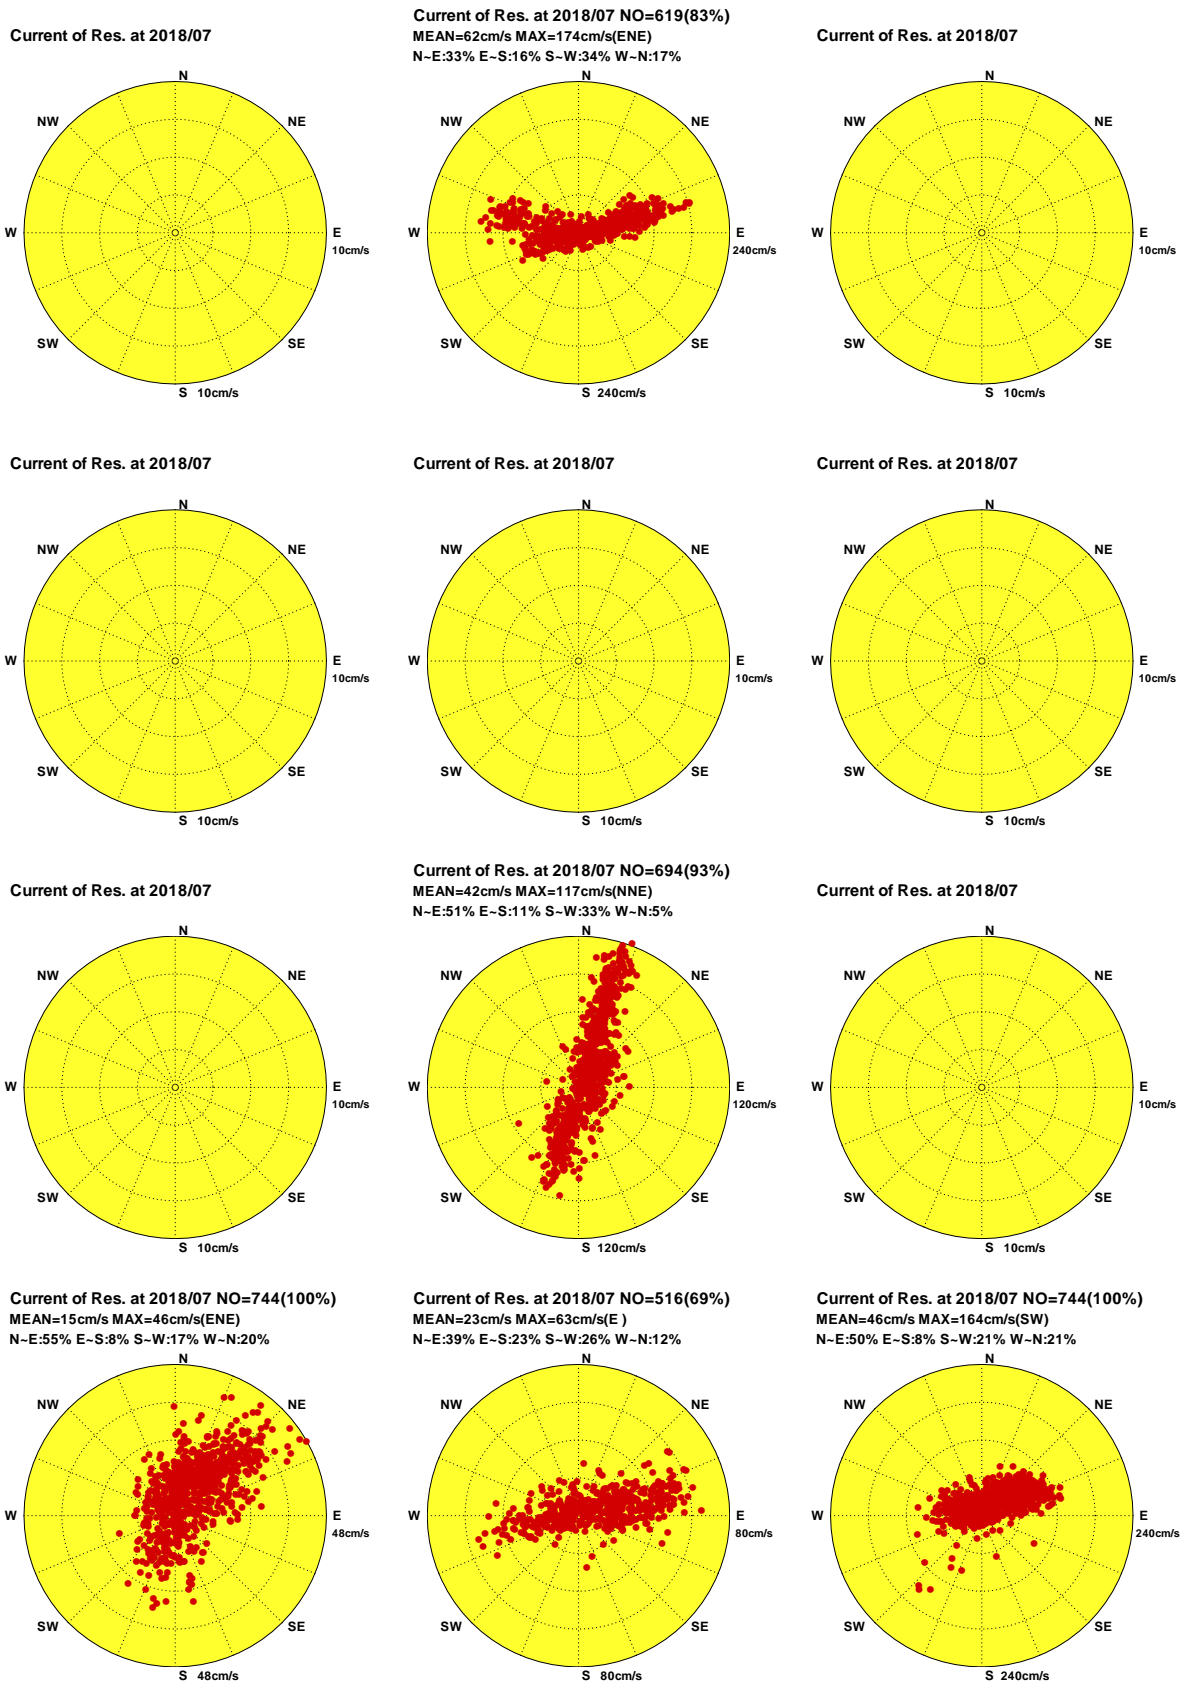 Current of Res. at 2018/07
N
NW
NE
W
E
10cm/s
SW
SE
S 10cm/s
Current of Res. at 2018/07 NO=619(83%)
MEAN=62cm/s MAX=174cm/s(ENE)
N~E:33% E~S:16% S~W:34% W~N:17%
N
NW
NE
W
E
240cm/s
SW
SE
S 240cm/s
Current of Res. at 2018/07
N
NW
NE
W
E
10cm/s
SW
SE
S 10cm/s
Current of Res. at 2018/07
N
NW
NE
W
E
10cm/s
SW
SE
S 10cm/s
Current of Res. at 2018/07
N
NW
NE
W
E
10cm/s
SW
SE
S 10cm/s
Current of Res. at 2018/07
N
NW
NE
W
E
10cm/s
SW
SE
S 10cm/s
Current of Res. at 2018/07
N
NW
NE
W
E
10cm/s
SW
SE
S 10cm/s
Current of Res. at 2018/07 NO=694(93%)
MEAN=42cm/s MAX=117cm/s(NNE)
N~E:51% E~S:11% S~W:33% W~N:5%
N
NW
NE
W
E
120cm/s
SW
SE
S 120cm/s
Current of Res. at 2018/07
N
NW
NE
W
E
10cm/s
SW
SE
S 10cm/s
Current of Res. at 2018/07 NO=744(100%)
MEAN=15cm/s MAX=46cm/s(ENE)
N~E:55% E~S:8% S~W:17% W~N:20%
N
NW
NE
W
E
48cm/s
SW
SE
S 48cm/s
Current of Res. at 2018/07 NO=516(69%)
MEAN=23cm/s MAX=63cm/s(E )
N~E:39% E~S:23% S~W:26% W~N:12%
N
NW
NE
W
E
80cm/s
SW
SE
S 80cm/s
Current of Res. at 2018/07 NO=744(100%)
MEAN=46cm/s MAX=164cm/s(SW)
N~E:50% E~S:8% S~W:21% W~N:21%
N
NW
NE
W
E
240cm/s
SW
SE
S 240cm/s